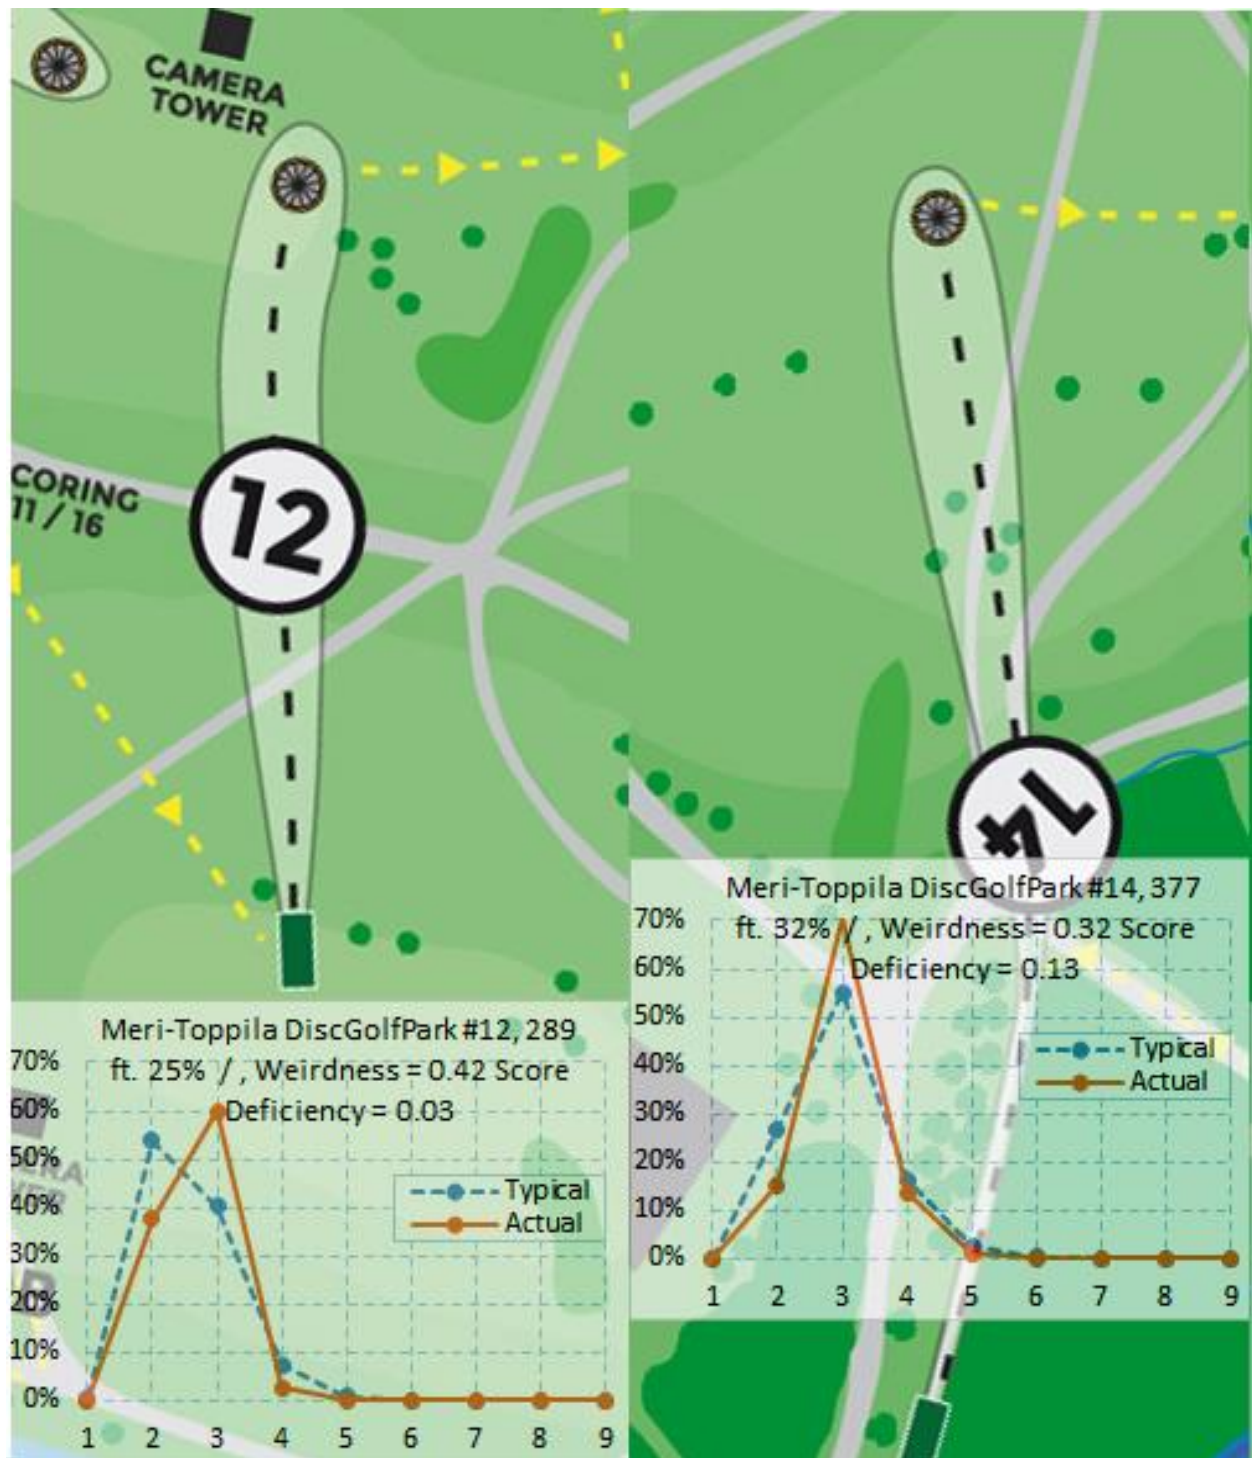 CAMERA
TOWER
CORING
11 / 16
12
Meri-Toppila DiscGolfPark #12, 289
ft. 25% / , Weirdness = 0.42 Score
Deficiency = 0.03
70%
60%
50%
40%
30%
20%
10%
0%
Typical
Actual
1 2 3 4 5 6 7 8 9
14
Meri-Toppila DiscGolfPark #14, 377
ft. 32% / , Weirdness = 0.32 Score
Deficiency = 0.13
70%
60%
50%
40%
30%
20%
10%
0%
Typical
Actual
1 2 3 4 5 6 7 8 9